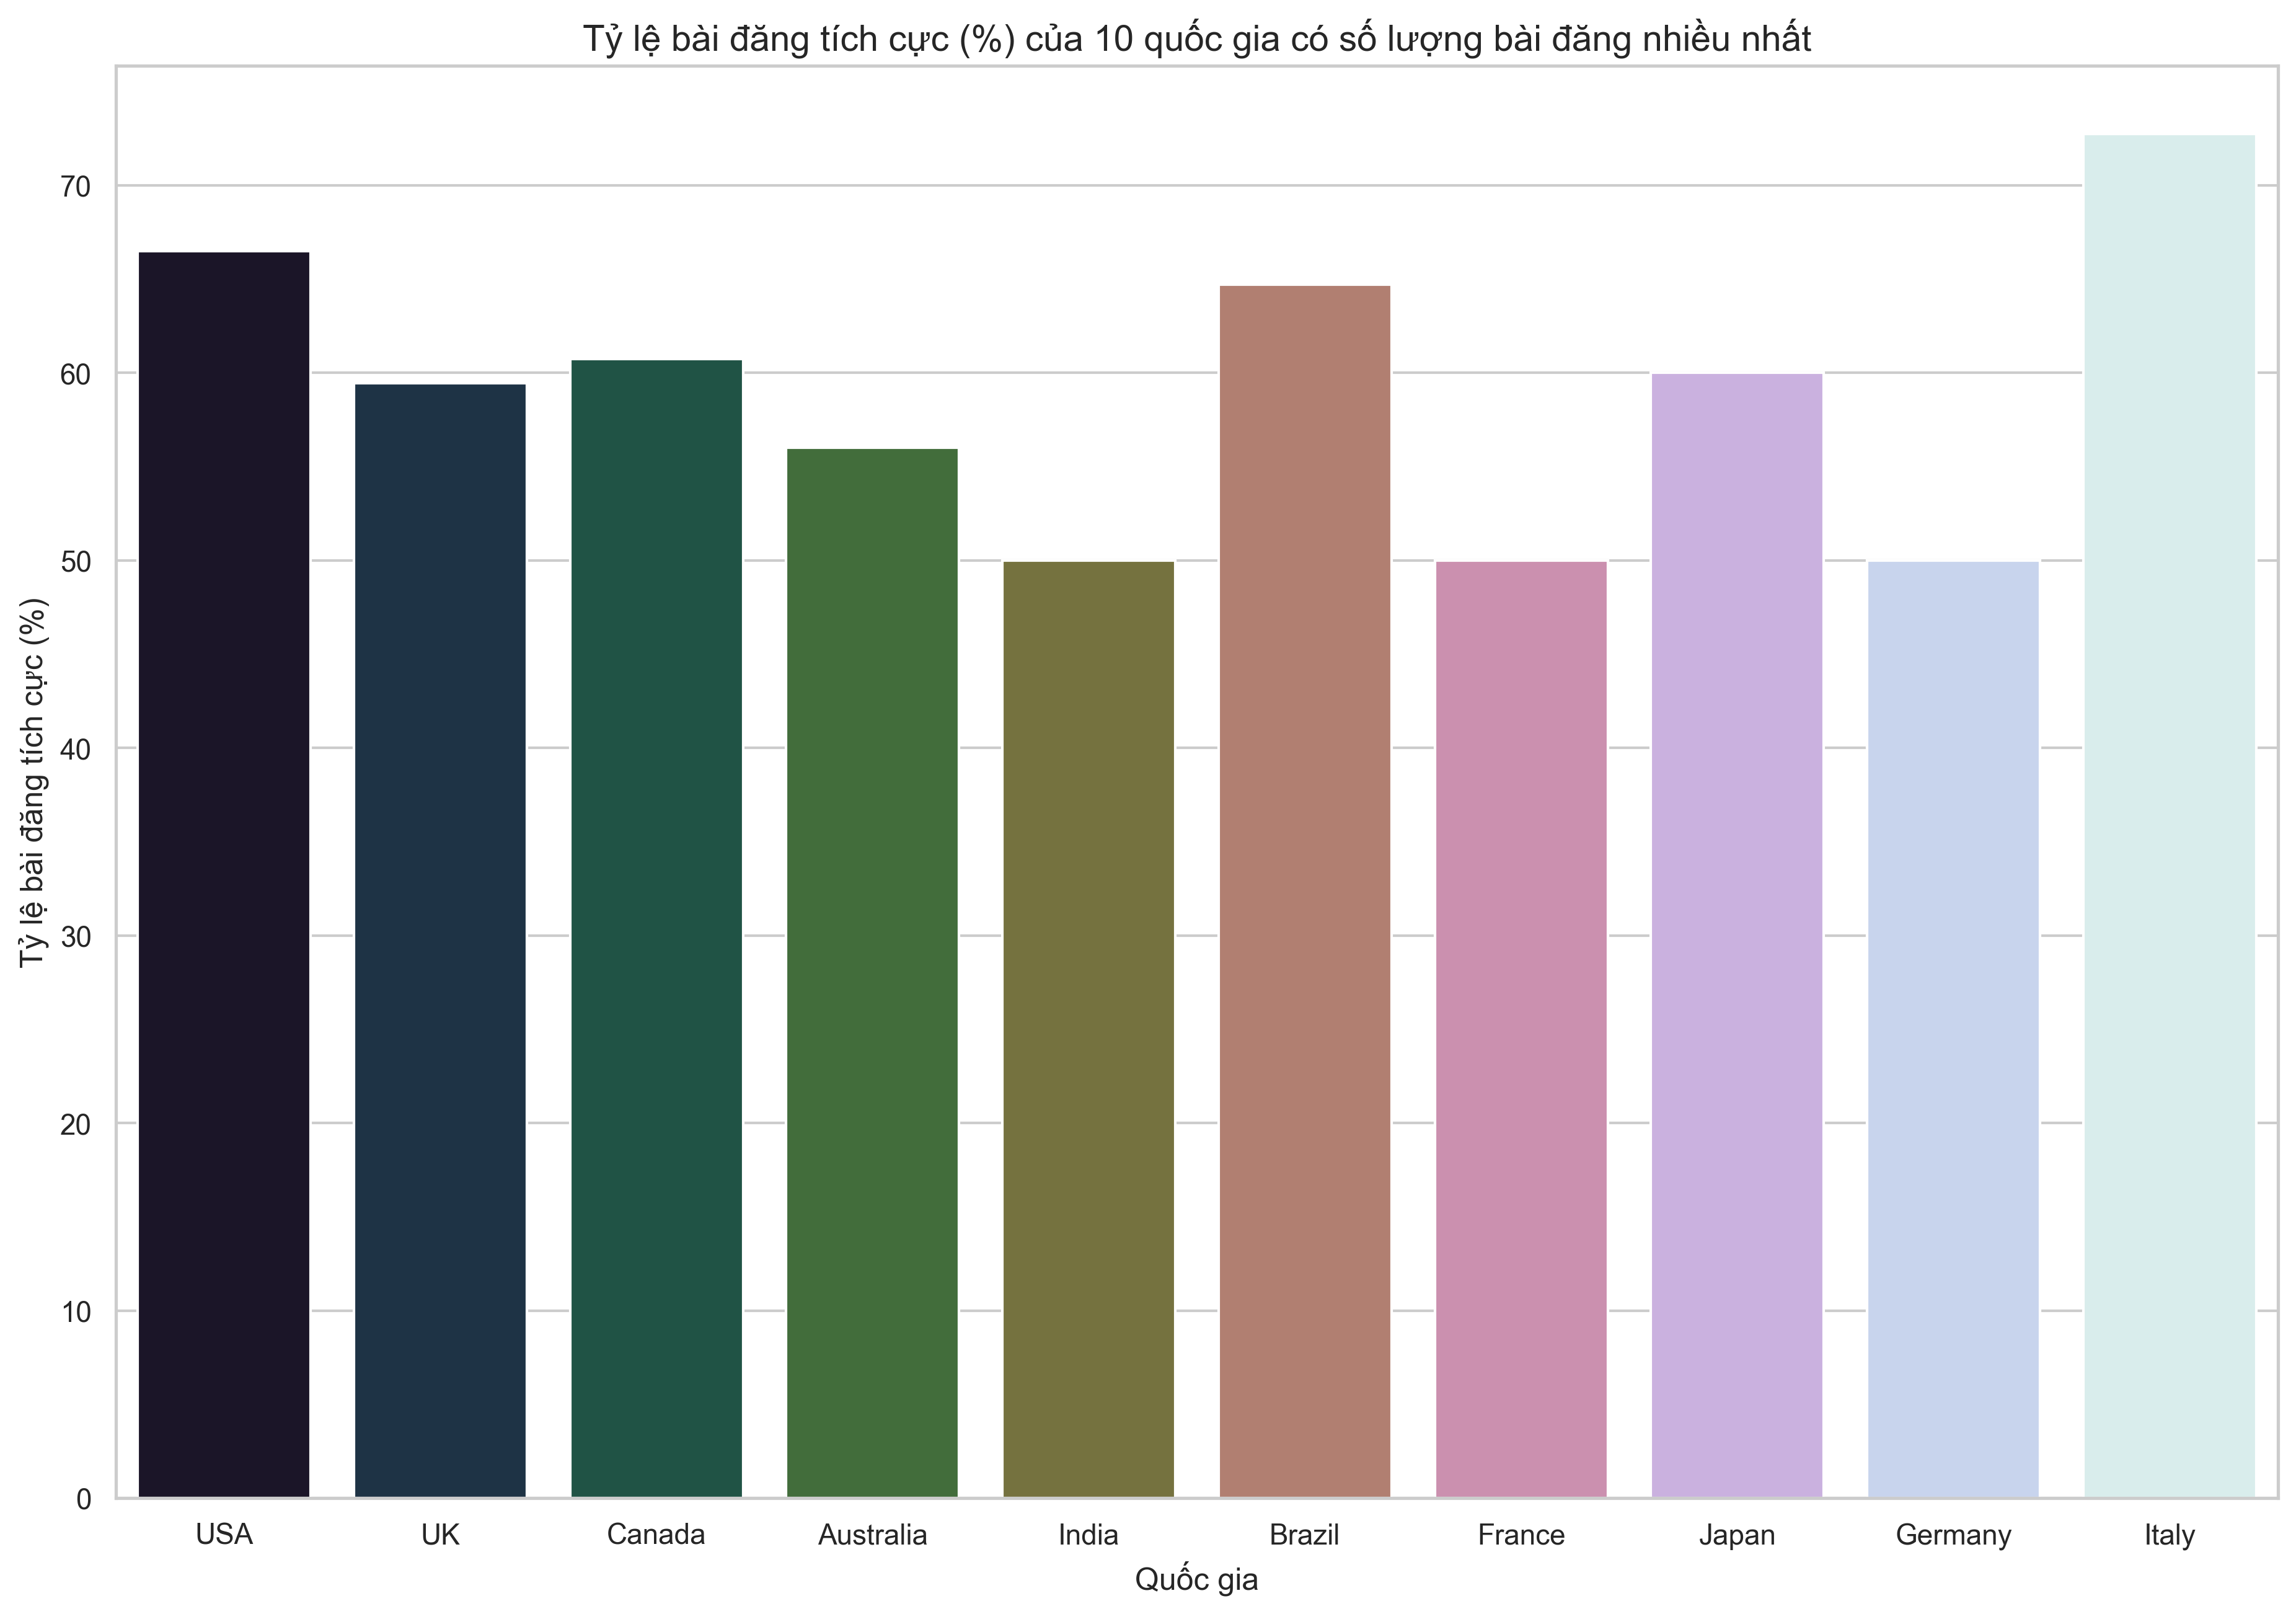 Tỷ lệ bài đăng tích cực (%) của 10 quốc gia có số lượng bài đăng nhiều nhất
Tỷ lệ bài đăng tích cực (%)
70
60
50
40
30
20
10
0
USA UK Canada Australia India Brazil France Japan Germany Italy
Quốc gia